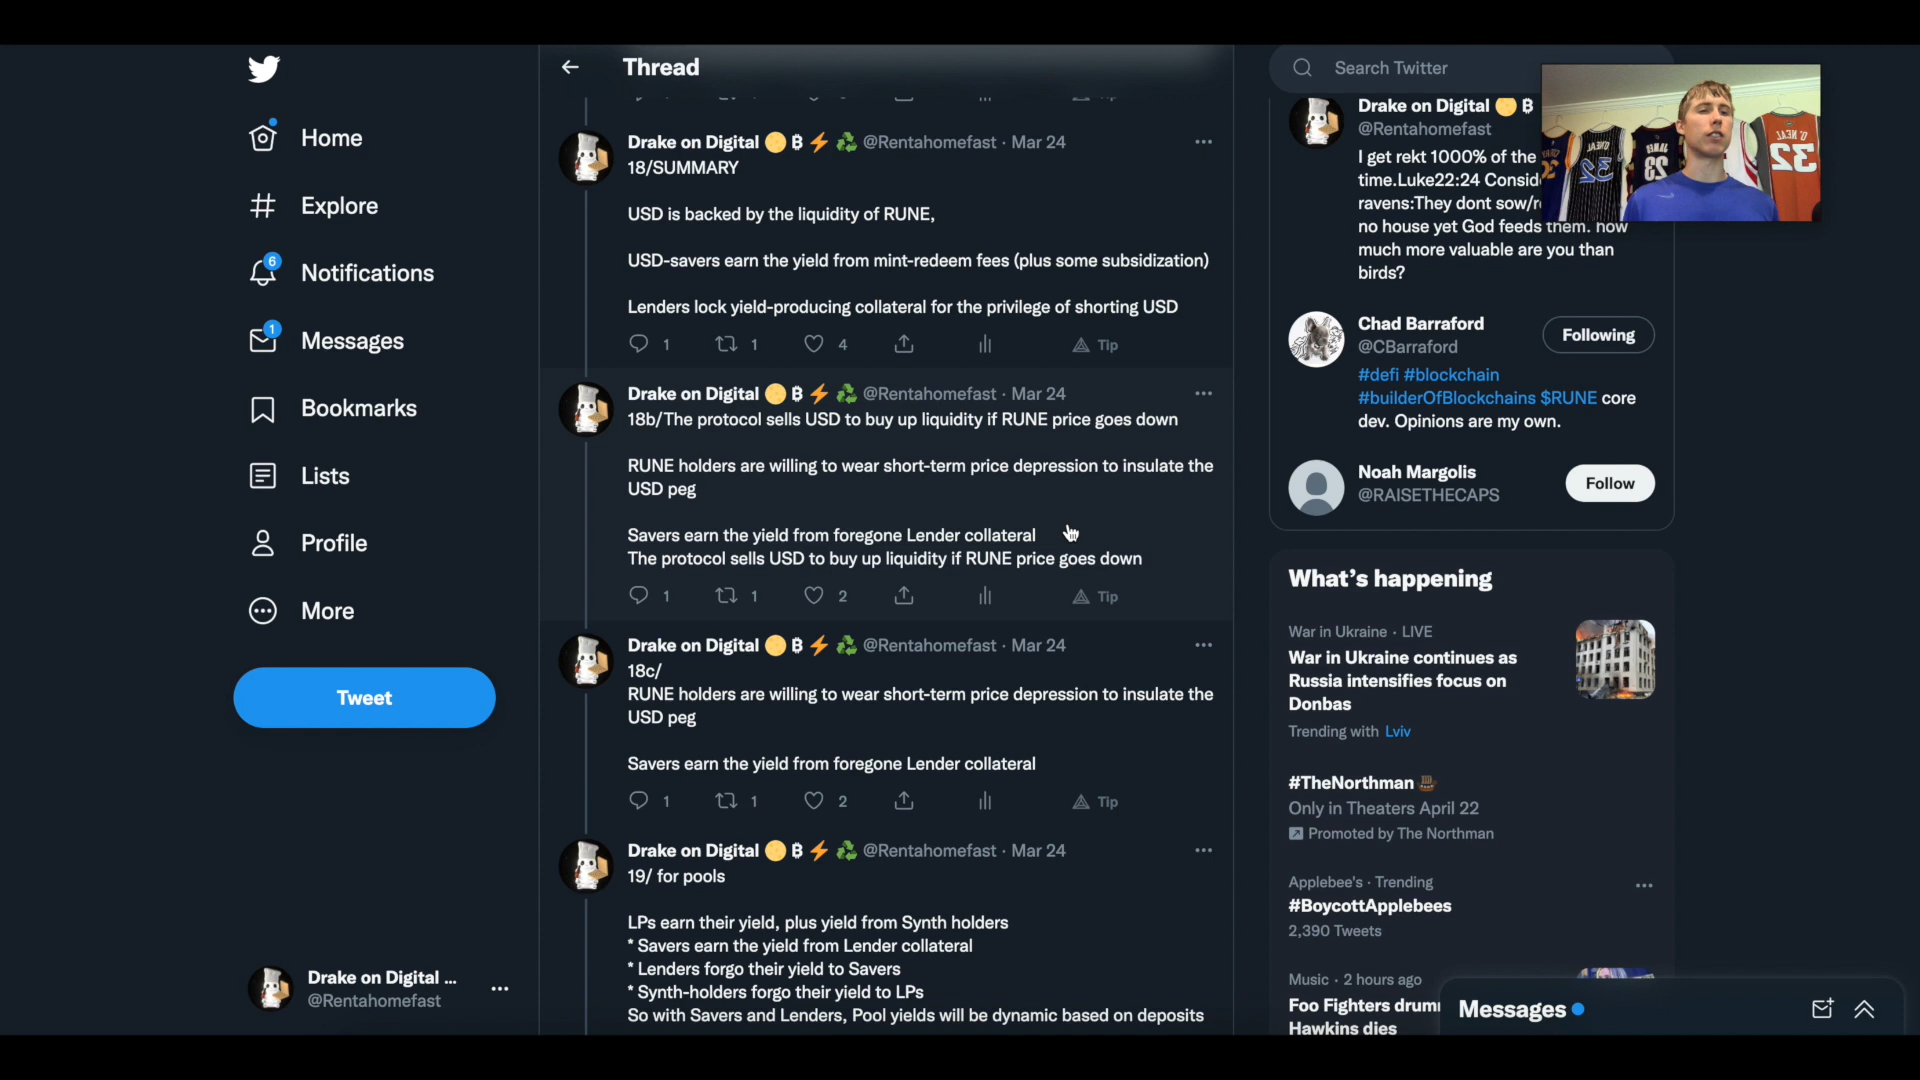 Home
Explore
6
Notifications
1
Messages
Bookmarks
Lists
Profile
More
Tweet
Drake on Digital ...
@Rentahomefast
Thread
Drake on Digital @Rentahomefast · Mar 24
18/SUMMARY
USD is backed by the liquidity of RUNE,
USD-savers earn the yield from mint-redeem fees (plus some subsidization)
Lenders lock yield-producing collateral for the privilege of shorting USD
1 1 4 Tip
Drake on Digital @Rentahomefast · Mar 24
18b/The protocol sells USD to buy up liquidity if RUNE price goes down
RUNE holders are willing to wear short-term price depression to insulate the
USD peg
Savers earn the yield from foregone Lender collateral
The protocol sells USD to buy up liquidity if RUNE price goes down
1 1 2 Tip
Drake on Digital @Rentahomefast · Mar 24
18c/
RUNE holders are willing to wear short-term price depression to insulate the
USD peg
Savers earn the yield from foregone Lender collateral
1 1 2 Tip
Drake on Digital @Rentahomefast · Mar 24
19/ for pools
LPs earn their yield, plus yield from Synth holders
* Savers earn the yield from Lender collateral
* Lenders forgo their yield to Savers
* Synth-holders forgo their yield to LPs
So with Savers and Lenders, Pool yields will be dynamic based on deposits
Search Twitter
Drake on Digital
@Rentahomefast
I get rekt 1000% of the
time.Luke22:24
ravens:They dont
no house yet God feeds them. how
much more valuable are you than
birds?
O'NEAL
32
JAMES
23
O'NEAL
32
Chad Barraford
@CBarraford
Following
#defi #blockchain
#builderOfBlockchains $RUNE core
dev. Opinions are my own.
Noah Margolis
@RAISETHECAPS
Follow
What's happening
War in Ukraine · LIVE
War in Ukraine continues as
Russia intensifies focus on
Donbas
Trending with Lviv
#TheNorthman
Only in Theaters April 22
Promoted by The Northman
Applebee's · Trending
#BoycottApplebees
2,390 Tweets
Music · 2 hours ago
Foo Fighters
Hawkins dies
Messages